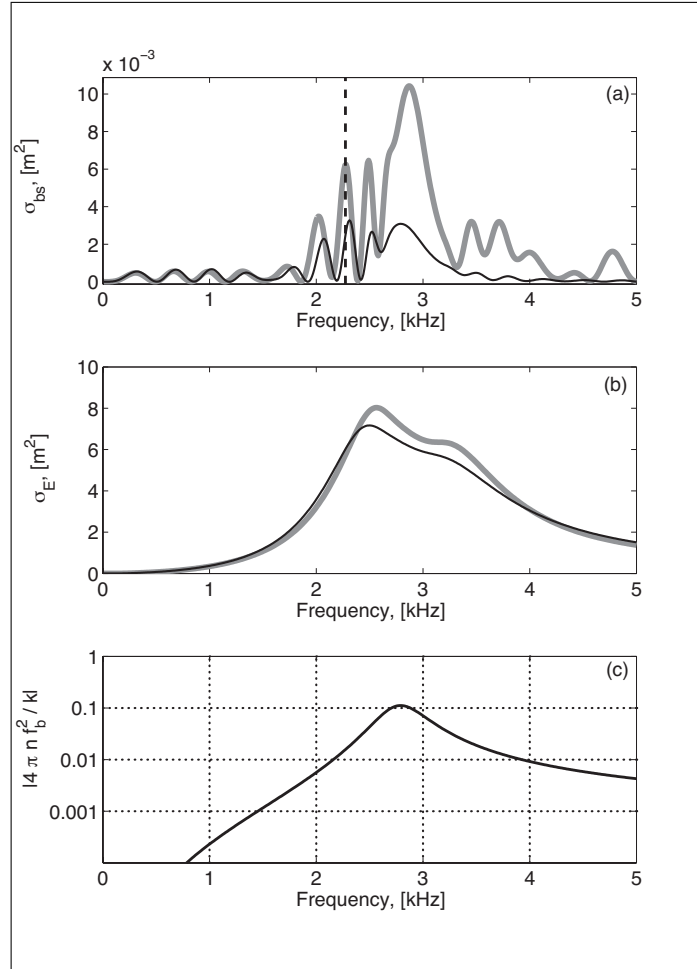 x 10⁻³
(a)
10
8
6
4
2
0
σbs, [m²]
0 1 2 3 4 5
Frequency, [kHz]
(b)
10
8
6
4
2
0
σE, [m²]
0 1 2 3 4 5
Frequency, [kHz]
(c)
1
0.1
0.01
0.001
|4 π n f_b² / k|
0 1 2 3 4 5
Frequency, [kHz]